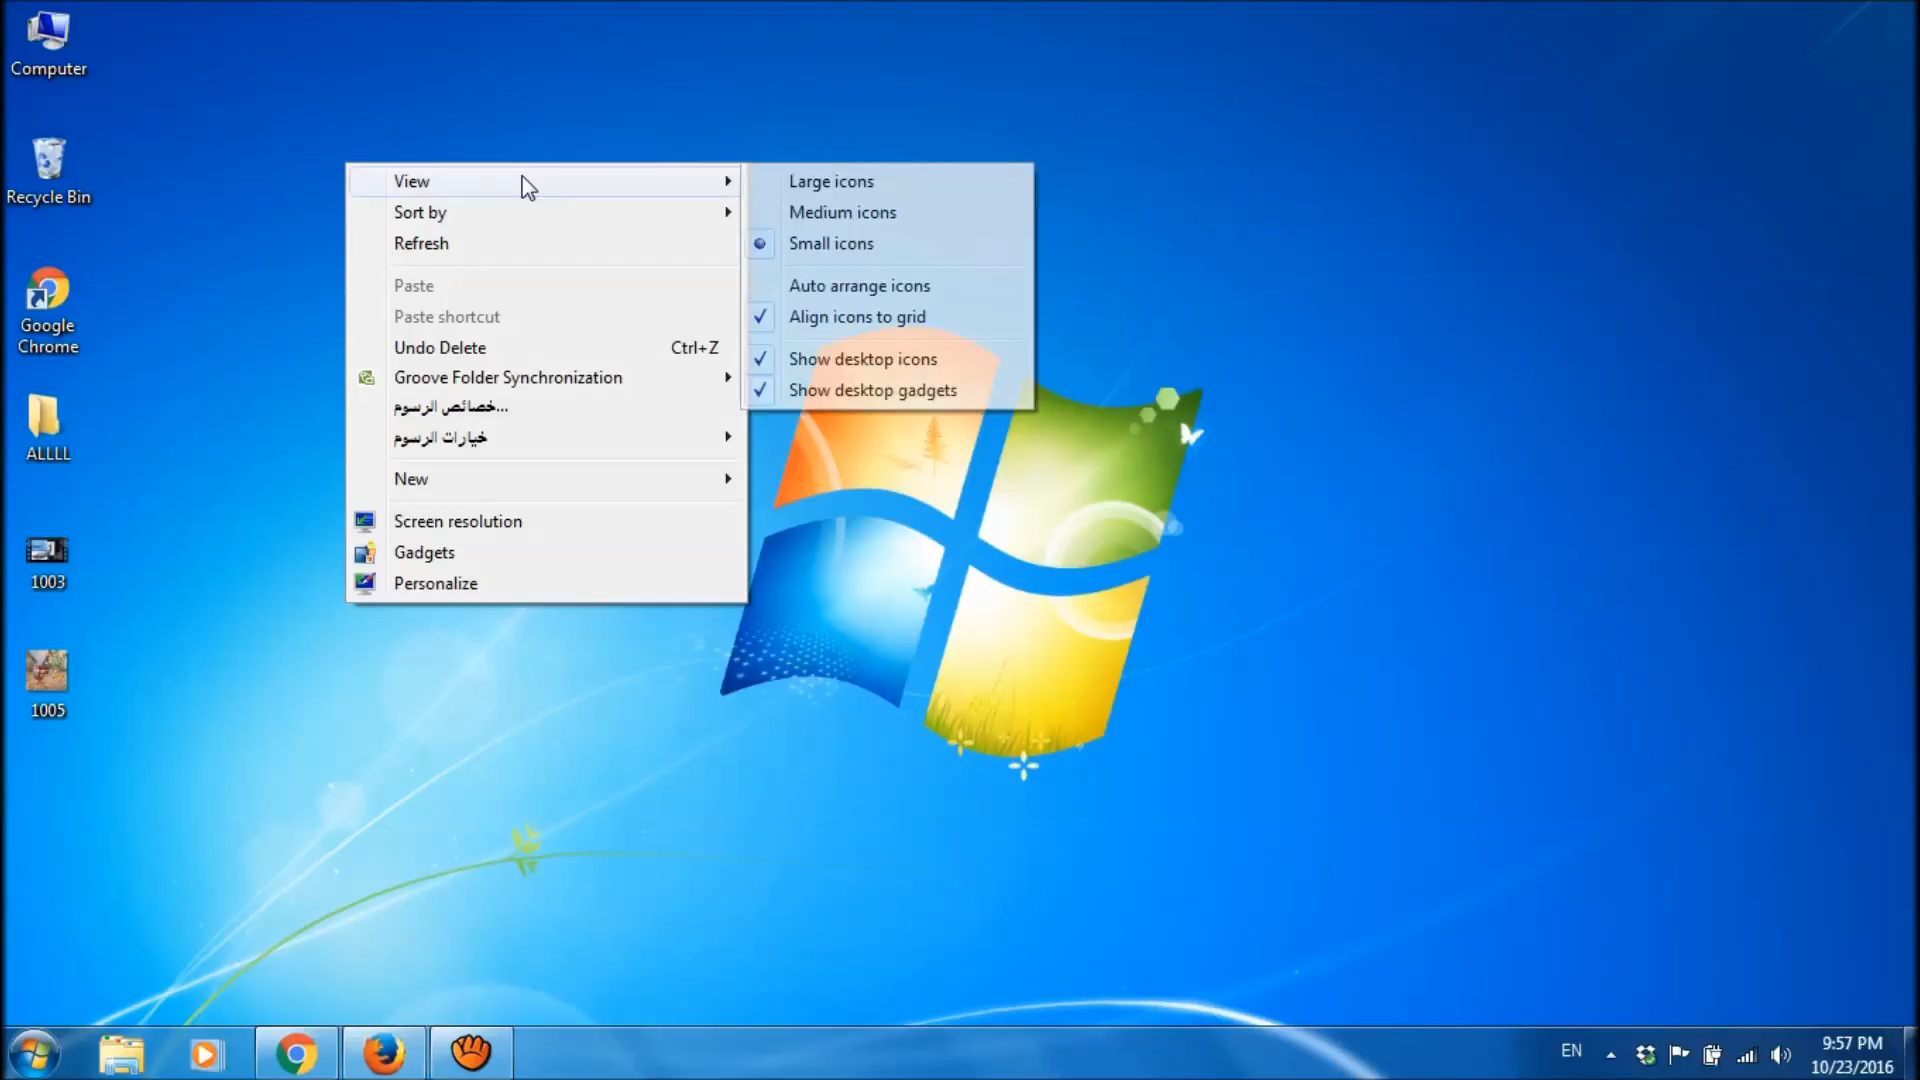 Computer
Recycle Bin
Google
Chrome
ALLLL
1003
1005
View
Sort by
Refresh
Paste
Paste shortcut
Undo Delete Ctrl+Z
Groove Folder Synchronization
خصائص الرسوم...
خيارات الرسوم
New
Screen resolution
Gadgets
Personalize
Large icons
Medium icons
Small icons
Auto arrange icons
Align icons to grid
Show desktop icons
Show desktop gadgets
EN
9:57 PM
10/23/2016